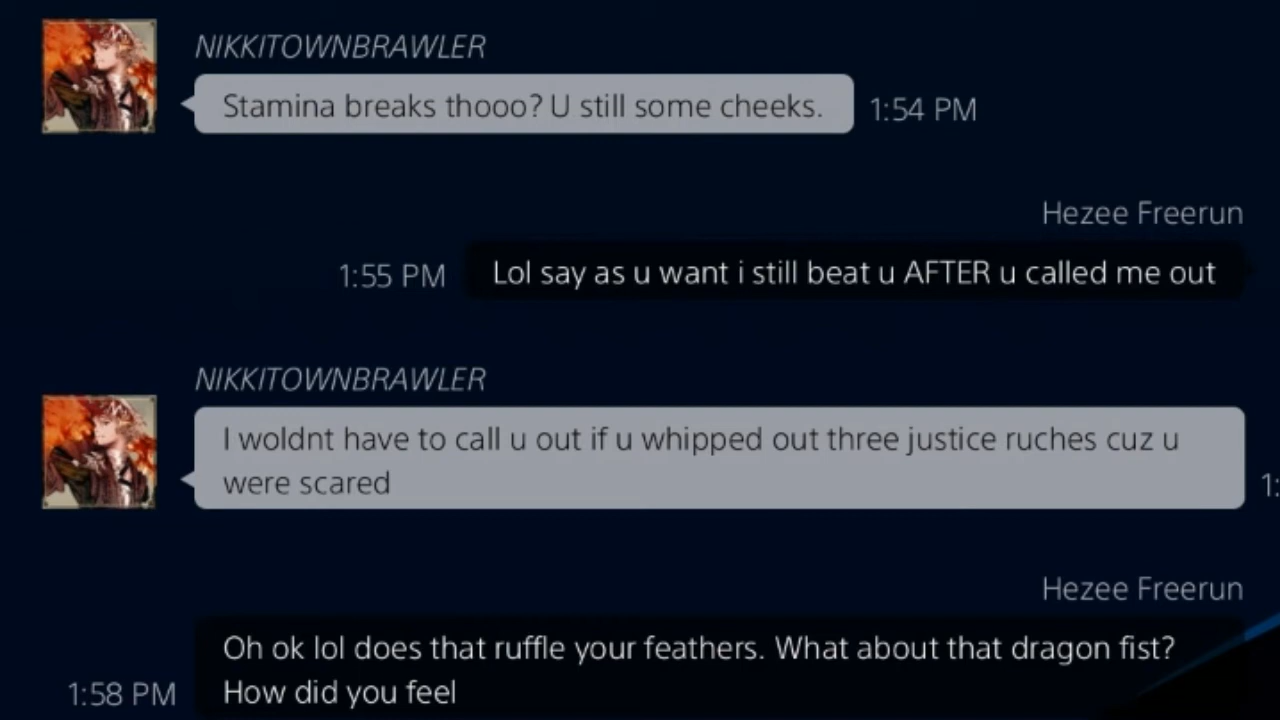 NIKKITOWNBRAWLER
Stamina breaks thooo? U still some cheeks.
1:54 PM
Hezee Freerun
1:55 PM
Lol say as u want i still beat u AFTER u called me out
NIKKITOWNBRAWLER
I woldnt have to call u out if u whipped out three justice ruches cuz u
were scared
1:
Hezee Freerun
Oh ok lol does that ruffle your feathers. What about that dragon fist?
How did you feel
1:58 PM